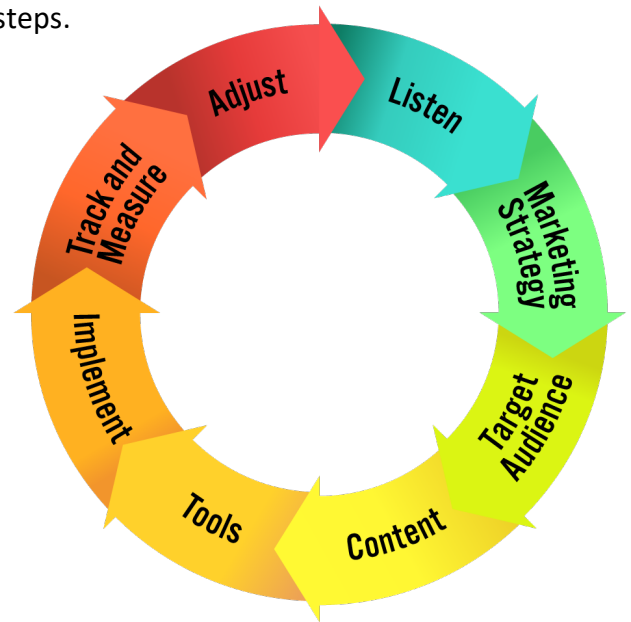 steps.
Listen
Marketing
Strategy
Target
Audience
Content
Tools
Implement
Track and
Measure
Adjust